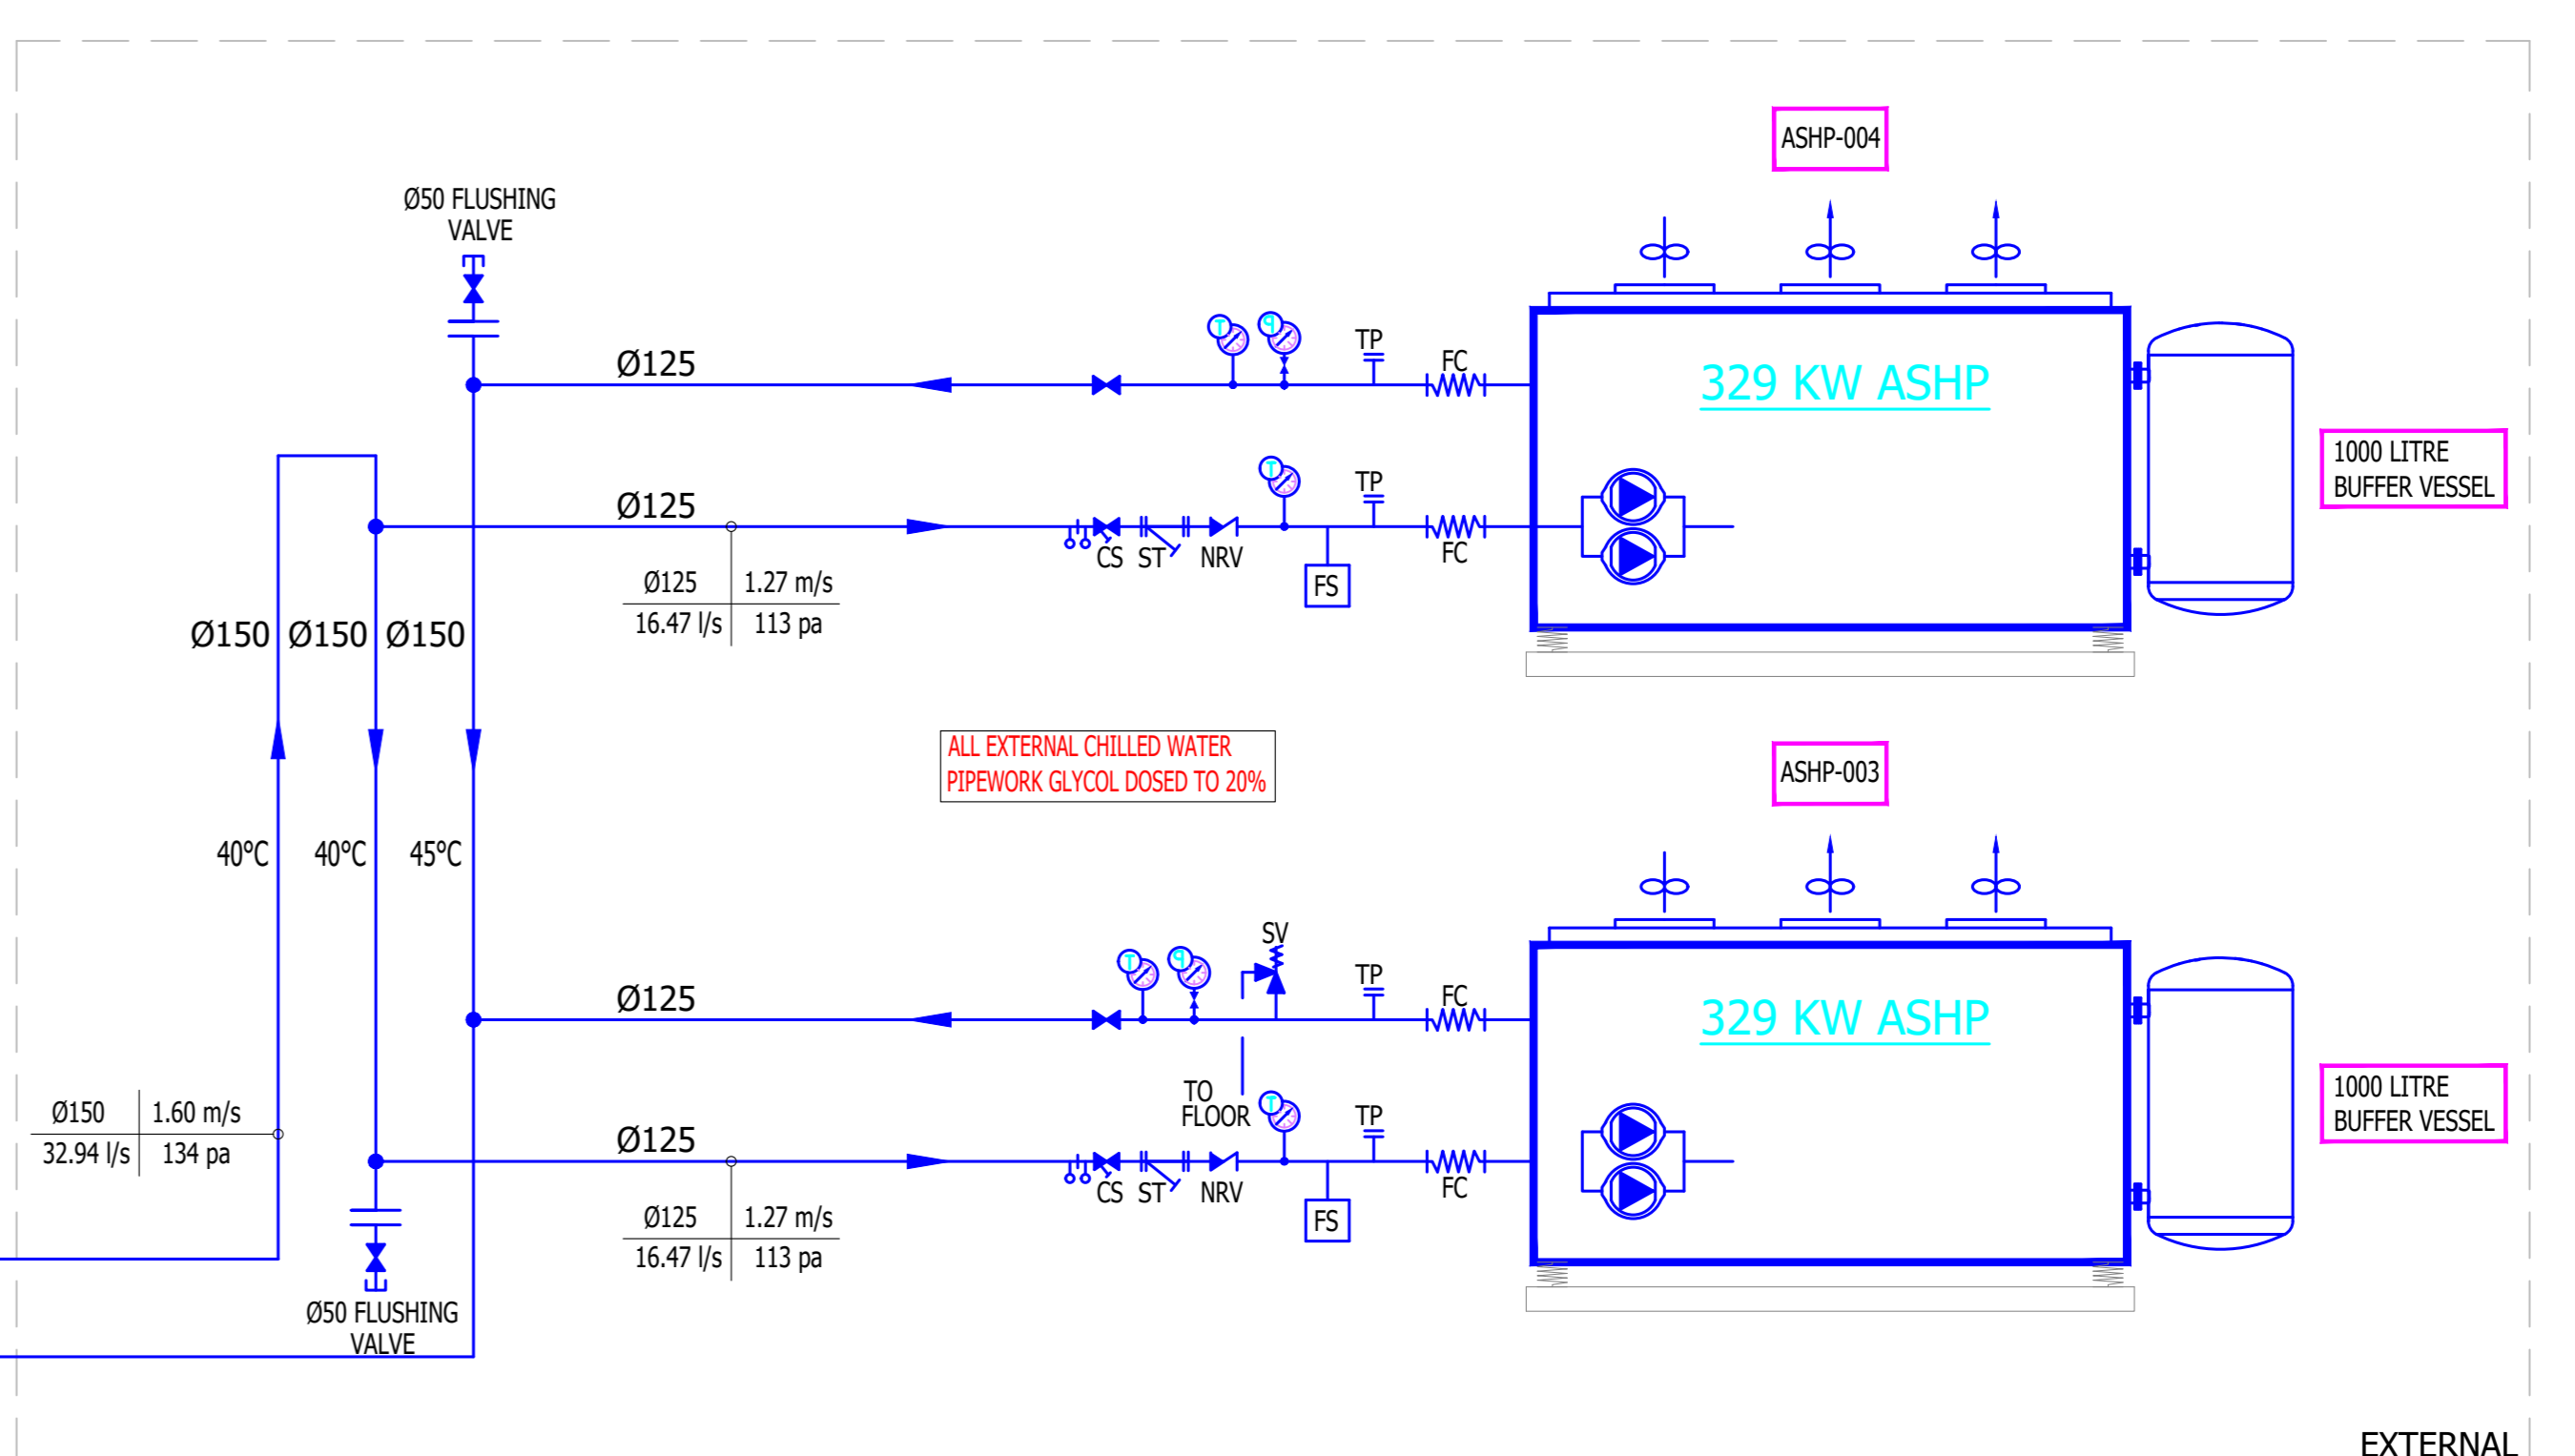 ASHP-004
Ø50 FLUSHING
VALVE
T
P
TP
FC
Ø125
329 KW ASHP
1000 LITRE
BUFFER VESSEL
T
TP
Ø125
CS
ST
NRV
FC
FS
Ø125
1.27 m/s
16.47 l/s
113 pa
Ø150
Ø150
Ø150
ALL EXTERNAL CHILLED WATER
PIPEWORK GLYCOL DOSED TO 20%
ASHP-003
40°C
40°C
45°C
SV
T
P
TP
FC
Ø125
329 KW ASHP
1000 LITRE
BUFFER VESSEL
TO
FLOOR
T
TP
Ø150
1.60 m/s
32.94 l/s
134 pa
Ø125
CS
ST
NRV
FC
FS
Ø125
1.27 m/s
16.47 l/s
113 pa
Ø50 FLUSHING
VALVE
EXTERNAL